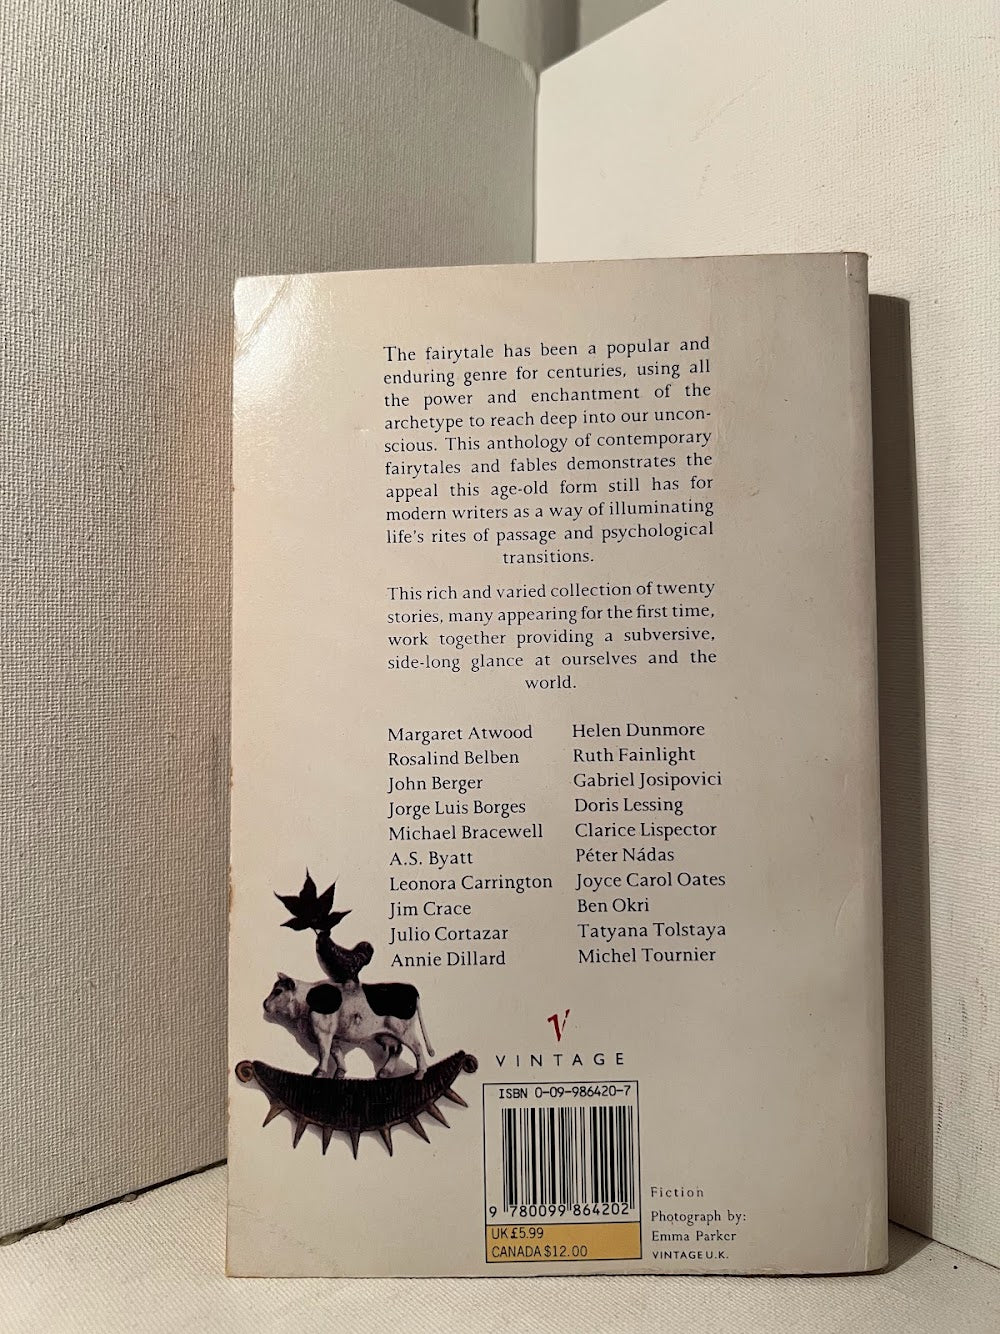 The fairytale has been a popular and
enduring genre for centuries, using all
the power and enchantment of the
archetype to reach deep into our uncon-
scious. This anthology of contemporary
fairytales and fables demonstrates the
appeal this age-old form still has for
modern writers as a way of illuminating
life's rites of passage and psychological
transitions.
This rich and varied collection of twenty
stories, many appearing for the first time,
work together providing a subversive,
side-long glance at ourselves and the
world.
Margaret Atwood
Rosalind Belben
John Berger
Jorge Luis Borges
Michael Bracewell
A.S. Byatt
Leonora Carrington
Jim Crace
Julio Cortazar
Annie Dillard
Helen Dunmore
Ruth Fainlight
Gabriel Josipovici
Doris Lessing
Clarice Lispector
Péter Nádas
Joyce Carol Oates
Ben Okri
Tatyana Tolstaya
Michel Tournier
V
VINTAGE
ISBN 0-09-986420-7
9 780099 864202
UK £5.99
CANADA $12.00
Fiction
Photograph by:
Emma Parker
VINTAGE U.K.